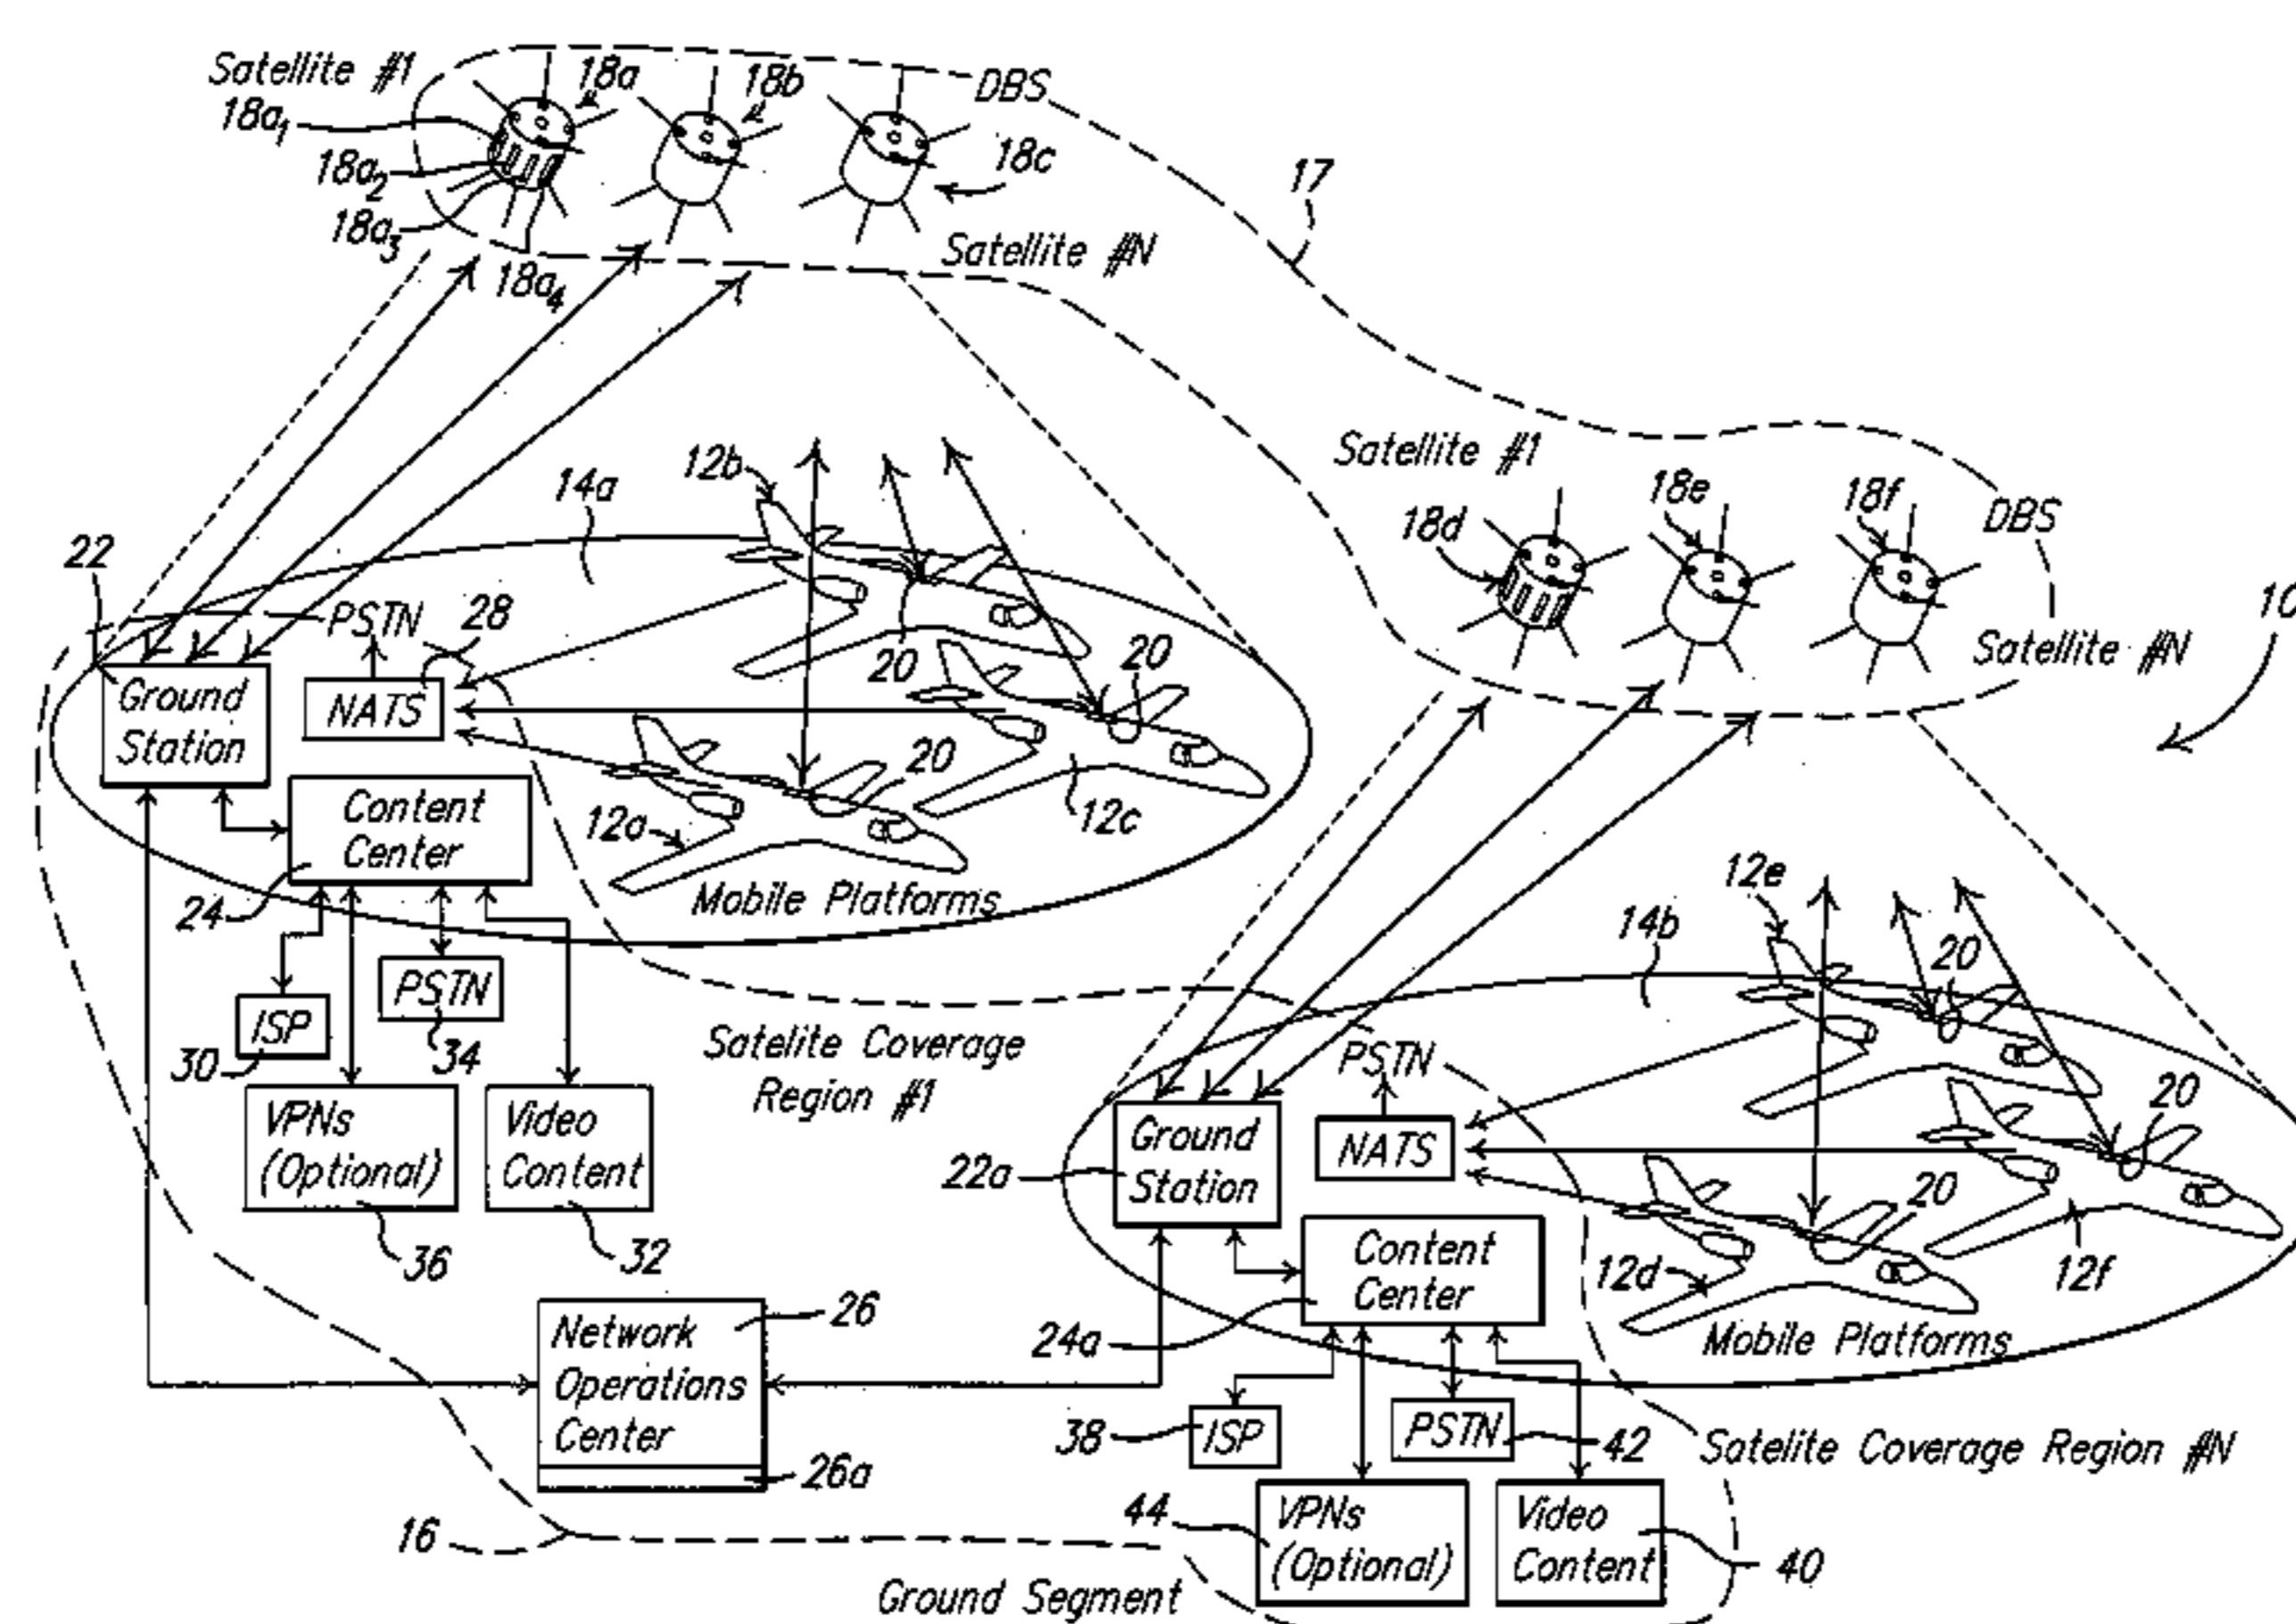 Satellite #1
18a
18b
DBS
18a1
18a2
18a3
18a4
18c
Satellite #N
17
Satellite #1
18d
18e
18f
DBS
Satellite #N
10
22
14a
12b
PSTN
28
20
20
Ground
Station
NATS
20
Content
Center
12a
12c
24
Mobile Platforms
ISP
30
PSTN
34
Satelite Coverage
Region #1
VPNs
(Optional)
36
Video
Content
32
12e
14b
20
PSTN
20
Ground
Station
22a
NATS
20
Content
Center
24a
12d
12f
Mobile Platforms
Network
Operations
Center
26
26a
38
ISP
PSTN
42
Satelite Coverage Region #N
16
44
VPNs
(Optional)
Video
Content
40
Ground Segment